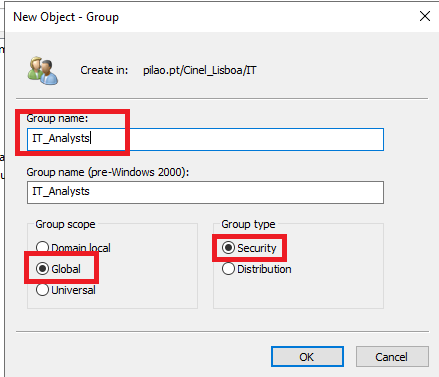 New Object - Group
Create in: pilao.pt/Cinel_Lisboa/IT
Group name:
IT_Analysts
Group name (pre-Windows 2000):
IT_Analysts
Group scope
Domain local
Global
Universal
Group type
Security
Distribution
OK
Cancel